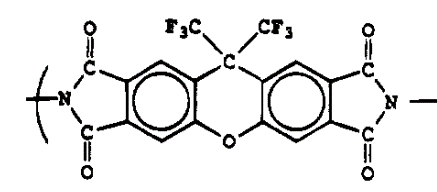 O F₃C CF₃ O
C C C
( N N
C O C
O O